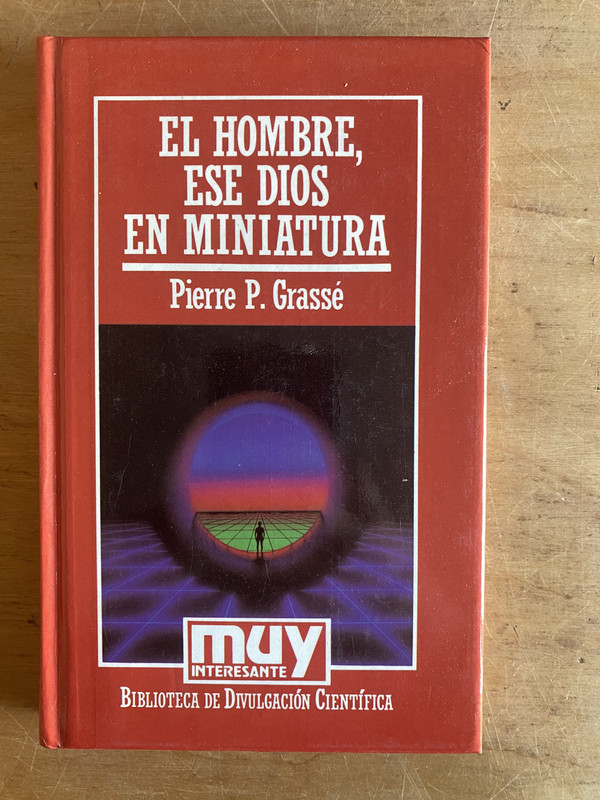 EL HOMBRE,
ESE DIOS
EN MINIATURA
Pierre P. Grassé
muy
INTERESANTE
BIBLIOTECA DE DIVULGACIÓN CIENTÍFICA